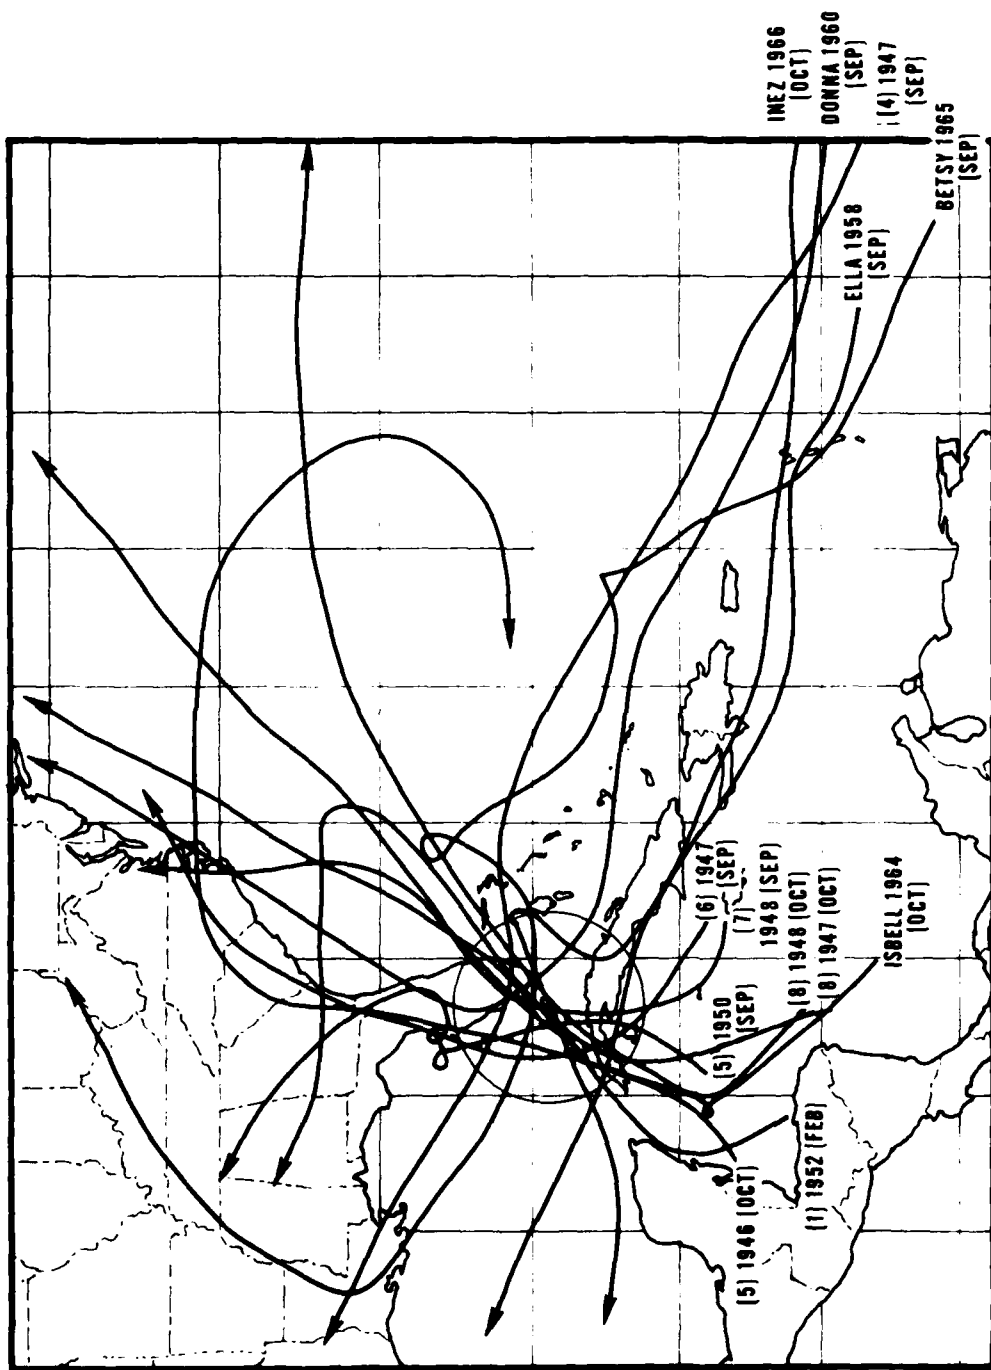 INEZ 1966
(OCT)
DONNA 1960
(SEP)
(4) 1947
(SEP)
BETSY 1965
(SEP)
ELLA 1958
(SEP)
(6) 1947
(SEP)
(7)
1948 (SEP)
(8) 1948 (OCT)
(8) 1947 (OCT)
ISBELL 1964
(OCT)
(5) 1950
(SEP)
(1) 1952 (FEB)
(5) 1946 (OCT)